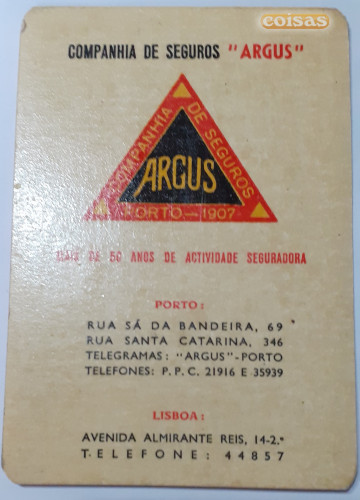 coisas
COMPANHIA DE SEGUROS "ARGUS"
COMPANHIA DE SEGUROS
ARGUS
PORTO — 1907
MAIS DE 50 ANOS DE ACTIVIDADE SEGURADORA
PORTO:
RUA SÁ DA BANDEIRA, 69
RUA SANTA CATARINA, 346
TELEGRAMAS: "ARGUS"-PORTO
TELEFONES: P. P. C. 21916 E 35939
LISBOA:
AVENIDA ALMIRANTE REIS, 14-2.º
TELEFONE: 44857